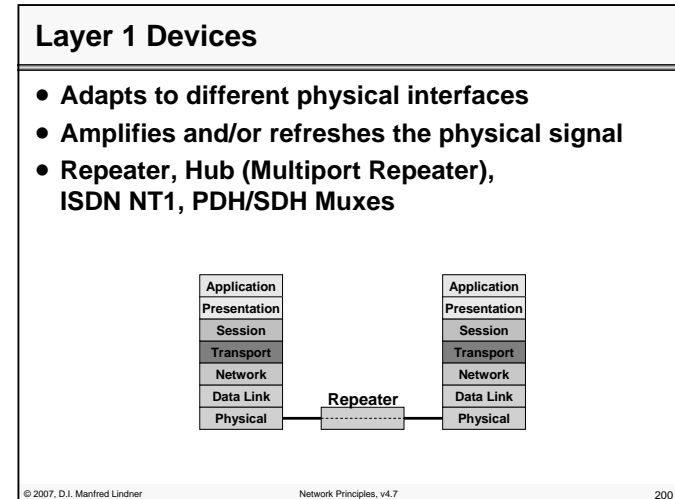 Layer 1 Devices
• Adapts to different physical interfaces
• Amplifies and/or refreshes the physical signal
• Repeater, Hub (Multiport Repeater),
ISDN NT1, PDH/SDH Muxes
Application
Presentation
Session
Transport
Network
Data Link
Physical
Repeater
Application
Presentation
Session
Transport
Network
Data Link
Physical
© 2007, D.I. Manfred Lindner
Network Principles, v4.7
200